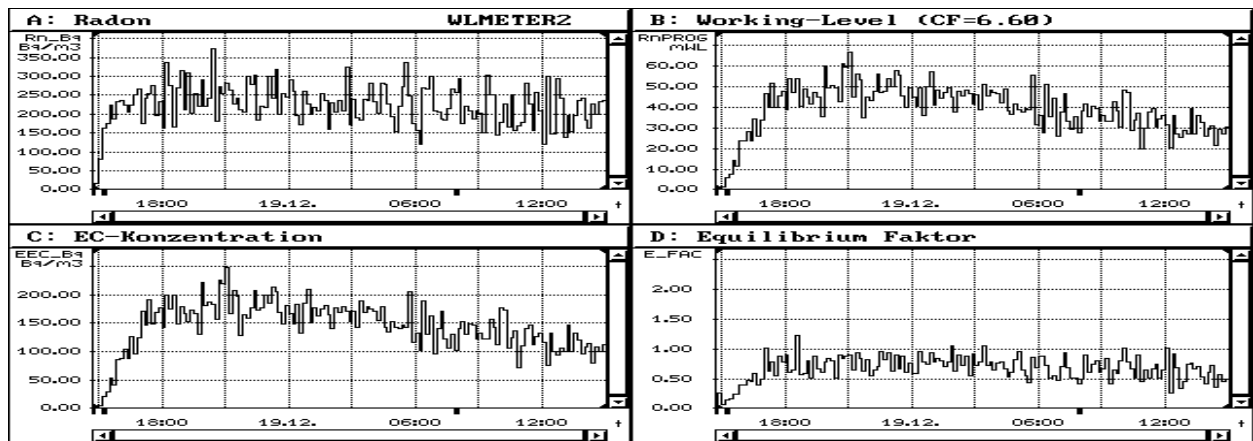 A: Radon WLMETER2
Rn_Bq
Bq/m3
350.00
300.00
250.00
200.00
150.00
100.00
50.00
0.00
18:00 19.12. 06:00 12:00 t
B: Working-Level (CF=6.60)
RnPROG
mWL
60.00
50.00
40.00
30.00
20.00
10.00
0.00
18:00 19.12. 06:00 12:00 t
C: EC-Konzentration
EEC_Bq
Bq/m3
200.00
150.00
100.00
50.00
0.00
18:00 19.12. 06:00 12:00 t
D: Equilibrium Faktor
E_FAC
2.00
1.50
1.00
0.50
0.00
18:00 19.12. 06:00 12:00 t